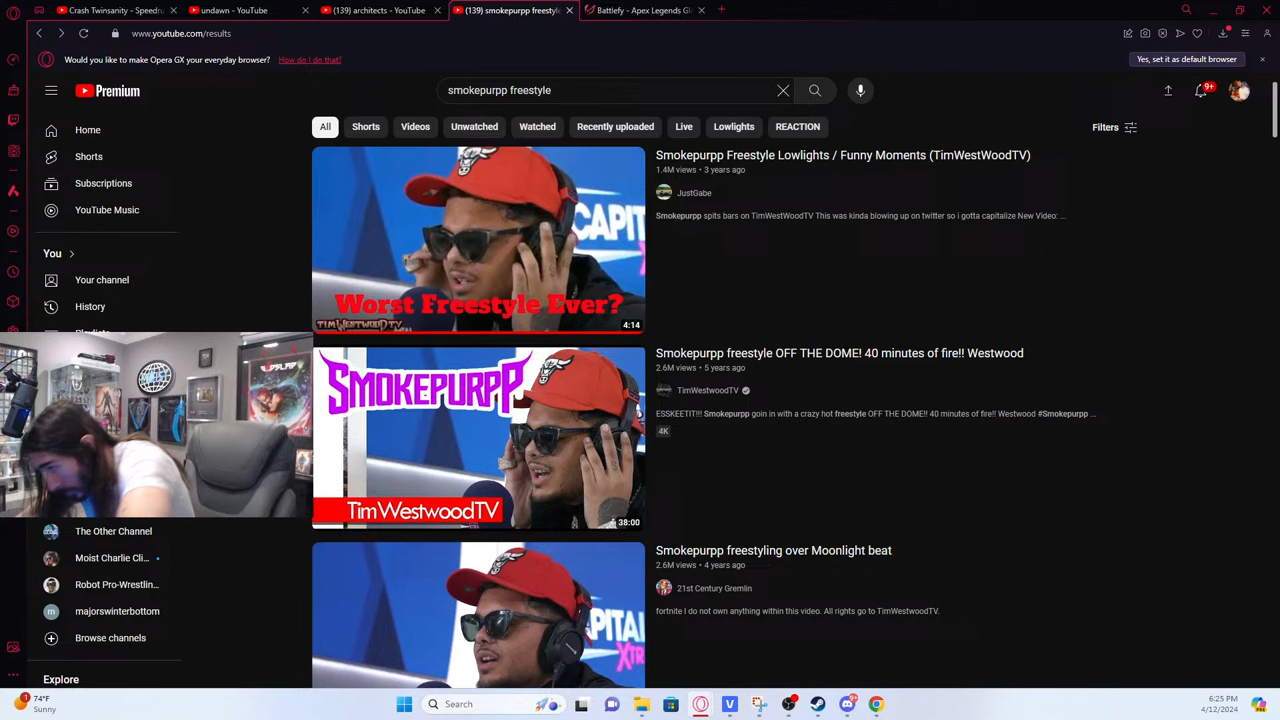 Crash Twinsanity - Speedru
undawn - YouTube
(139) architects - YouTube
(139) smokepurpp freestyle
Battlefy - Apex Legends Gl
www.youtube.com/results
Would you like to make Opera GX your everyday browser?
How do I do that?
Yes, set it as default browser
Premium
smokepurpp freestyle
9+
All
Shorts
Videos
Unwatched
Watched
Recently uploaded
Live
Lowlights
REACTION
Filters
Home
Shorts
Subscriptions
YouTube Music
You
Your channel
History
The Other Channel
Moist Charlie Cli...
Robot Pro-Wrestlin...
majorswinterbottom
Browse channels
Explore
CAPITAL
Worst Freestyle Ever?
TIMWESTWOODTV
4:14
Smokepurpp Freestyle Lowlights / Funny Moments (TimWestWoodTV)
1.4M views • 3 years ago
JustGabe
Smokepurpp spits bars on TimWestWoodTV This was kinda blowing up on twitter so i gotta capitalize New Video: ...
SMOKEPURPP
TimWestwoodTV
38:00
Smokepurpp freestyle OFF THE DOME! 40 minutes of fire!! Westwood
2.6M views • 5 years ago
TimWestwoodTV
ESSKEETIT!!! Smokepurpp goin in with a crazy hot freestyle OFF THE DOME!! 40 minutes of fire!! Westwood #Smokepurpp ...
4K
Smokepurpp freestyling over Moonlight beat
2.6M views • 4 years ago
21st Century Gremlin
fortnite I do not own anything within this video. All rights go to TimWestwoodTV.
1
74°F
Sunny
Search
9+
6:25 PM
4/12/2024